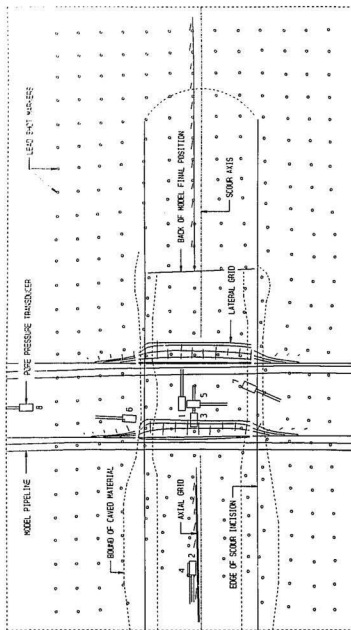 LEAD SHOT MARKERS
PORE PRESSURE TRANSDUCER
MODEL PIPELINE
BACK OF MODEL FINAL POSITION
SCOUR AXIS
LATERAL GRID
8
6
1
5
3
7
BOUND OF CAVED MATERIAL
AXIAL GRID
4
2
EDGE OF SCOUR INCISION